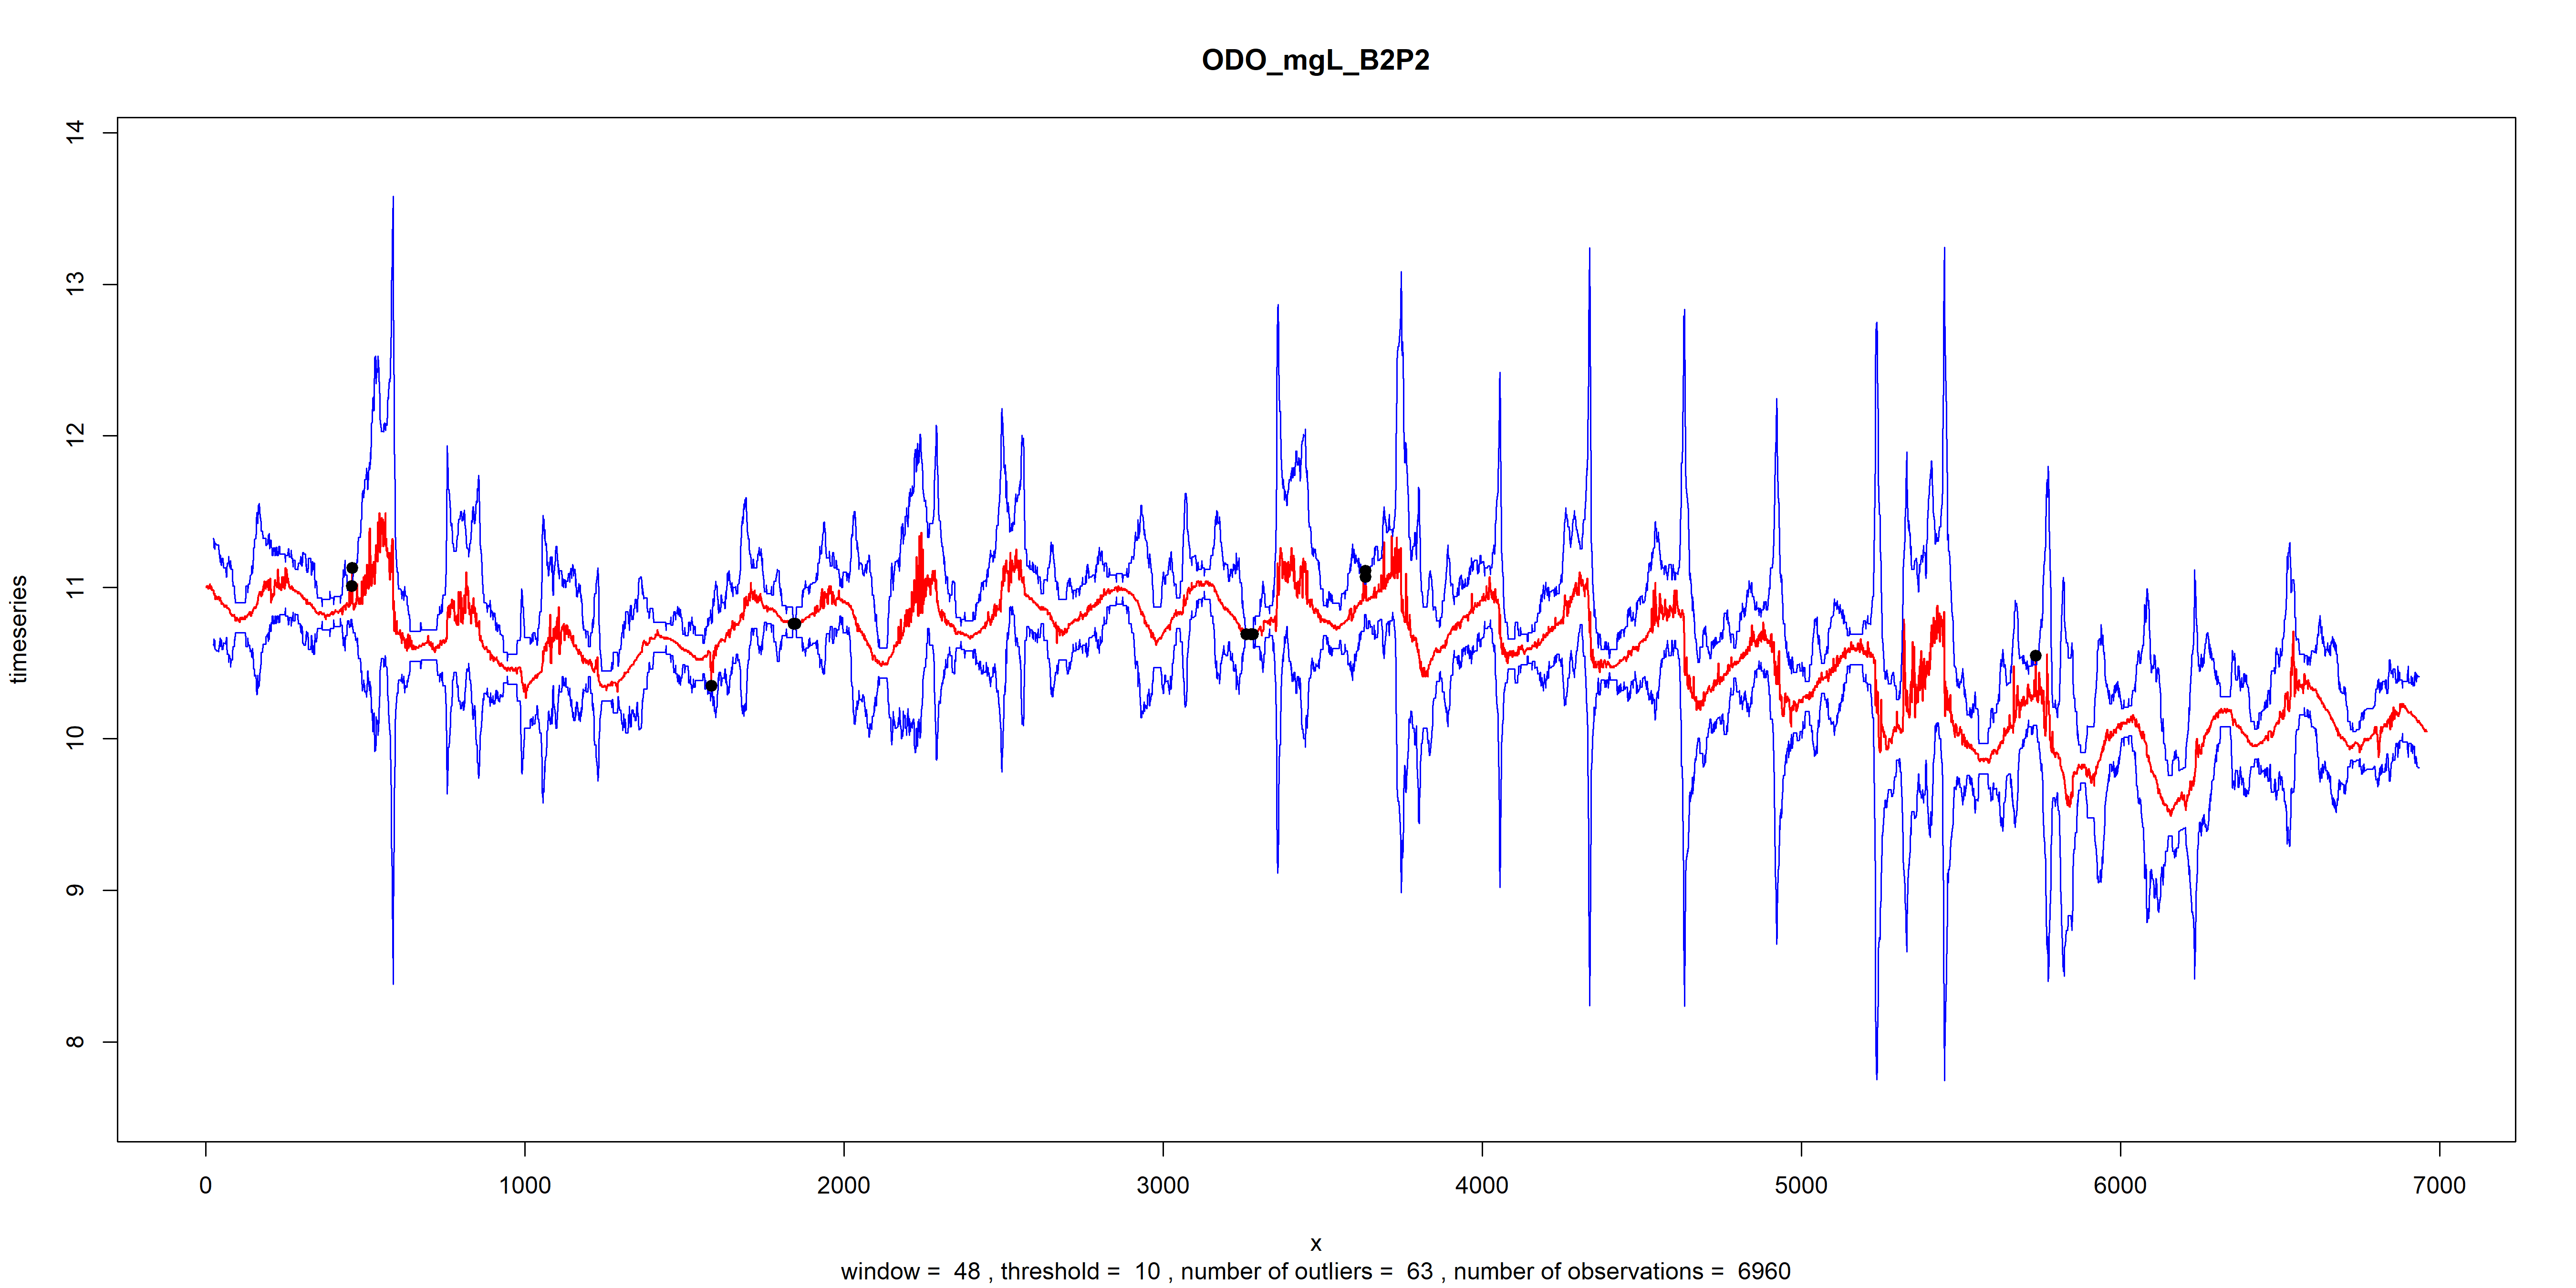 ODO_mgL_B2P2
14
13
12
11
10
9
8
timeseries
0 1000 2000 3000 4000 5000 6000 7000
x
window =  48 , threshold =  10 , number of outliers =  63 , number of observations =  6960